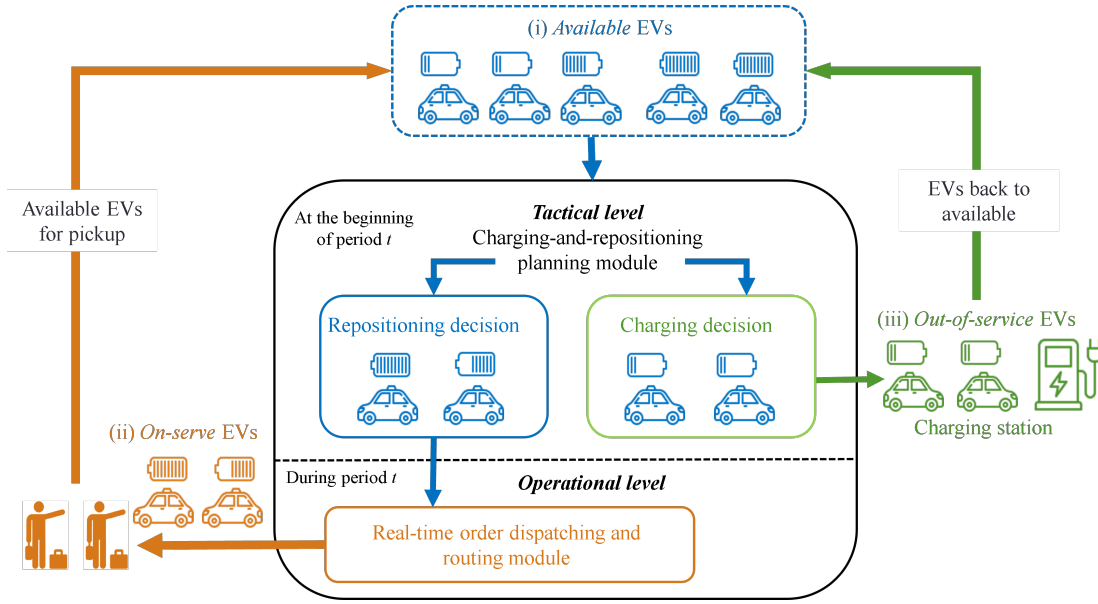 (i) Available EVs
Available EVs
for pickup
EVs back to
available
At the beginning
of period t
Tactical level
Charging-and-repositioning
planning module
Repositioning decision
Charging decision
(iii) Out-of-service EVs
Charging station
(ii) On-serve EVs
During period t
Operational level
Real-time order dispatching and
routing module